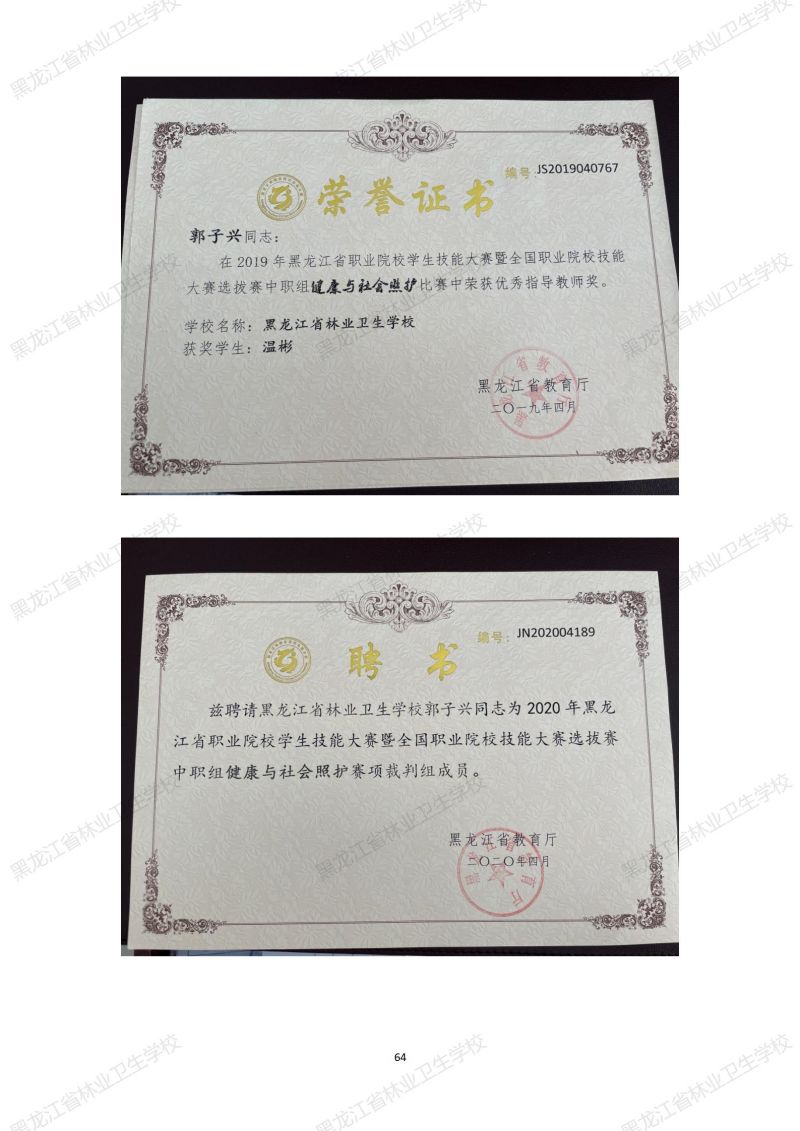 编号:JS2019040767
荣誉证书
郭子兴同志:
在2019年黑龙江省职业院校学生技能大赛暨全国职业院校技能
大赛选拔赛中职组健康与社会照护比赛中荣获优秀指导教师奖。
学校名称: 黑龙江省林业卫生学校
获奖学生: 温彬
黑龙江省教育厅
二〇一九年四月
编号: JN202004189
聘书
兹聘请黑龙江省林业卫生学校郭子兴同志为2020年黑龙
江省职业院校学生技能大赛暨全国职业院校技能大赛选拔赛
中职组健康与社会照护赛项裁判组成员。
黑龙江省教育厅
二〇二〇年四月
64
黑龙江省林业卫生学校